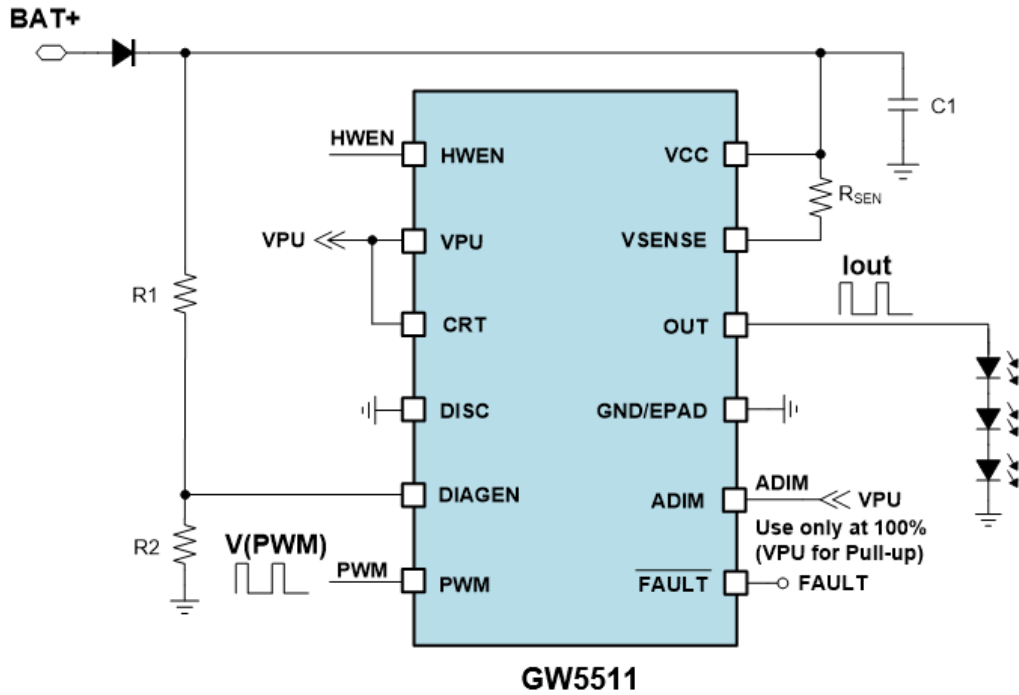 BAT+
C1
HWEN
HWEN
VCC
RSEN
VPU
VPU
VSENSE
Iout
R1
CRT
OUT
DISC
GND/EPAD
DIAGEN
ADIM
ADIM
VPU
Use only at 100%
(VPU for Pull-up)
R2
V(PWM)
PWM
PWM
FAULT
FAULT
GW5511